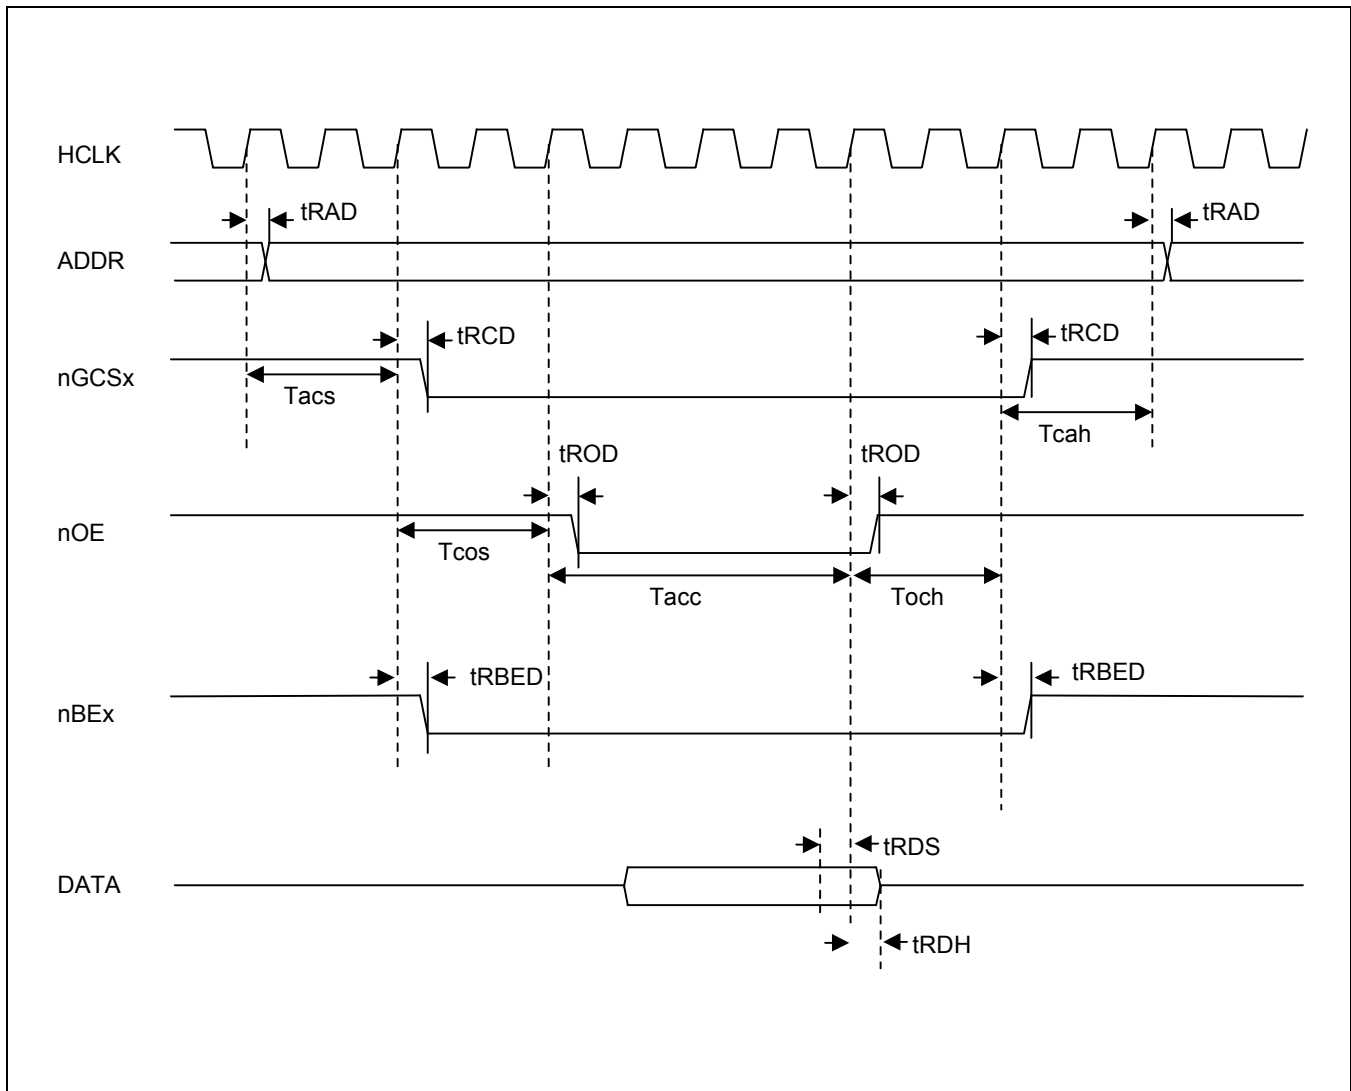 HCLK
tRAD
tRAD
ADDR
tRCD
tRCD
nGCSx
Tacs
Tcah
tROD
tROD
nOE
Tcos
Tacc
Toch
tRBED
tRBED
nBEx
tRDS
DATA
tRDH